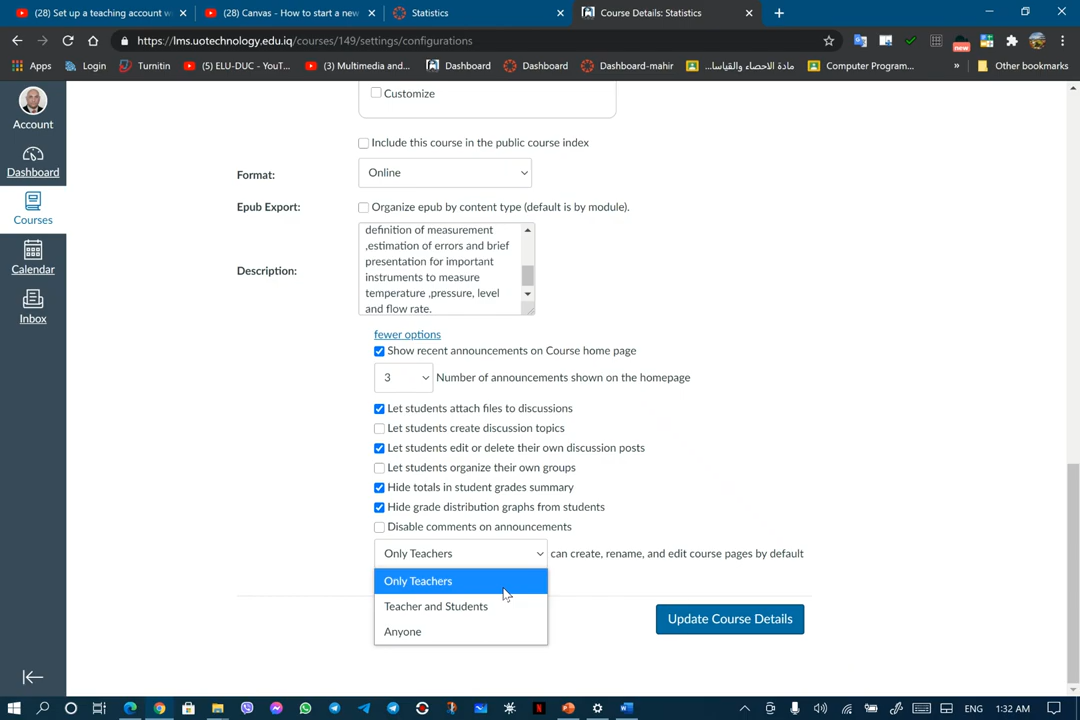 (28) Set up a teaching account w
(28) Canvas - How to start a new
Statistics
Course Details: Statistics
https://lms.uotechnology.edu.iq/courses/149/settings/configurations
new
Apps
Login
Turnitin
(5) ELU-DUC - YouT...
(3) Multimedia and...
Dashboard
Dashboard
Dashboard-mahir
مادة الاحصاء والقياسا...
Computer Program...
»
Other bookmarks
Account
Dashboard
Courses
Calendar
Inbox
Customize
Include this course in the public course index
Format:
Online
Epub Export:
Organize epub by content type (default is by module).
Description:
definition of measurement
,estimation of errors and brief
presentation for important
instruments to measure
temperature ,pressure, level
and flow rate.
fewer options
Show recent announcements on Course home page
3 Number of announcements shown on the homepage
Let students attach files to discussions
Let students create discussion topics
Let students edit or delete their own discussion posts
Let students organize their own groups
Hide totals in student grades summary
Hide grade distribution graphs from students
Disable comments on announcements
Only Teachers can create, rename, and edit course pages by default
Only Teachers
Teacher and Students
Anyone
Update Course Details
ENG 1:32 AM